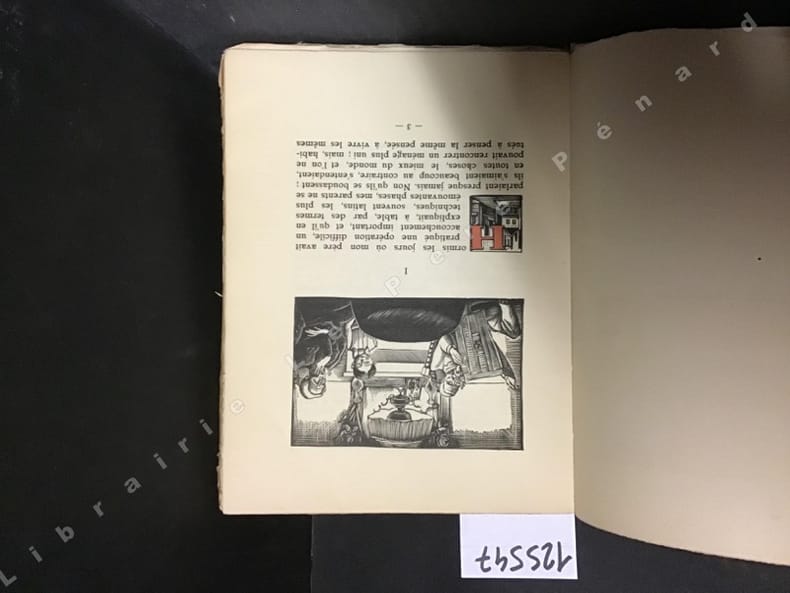 I
Hormis les jours où mon père avait
pratiqué une opération difficile, un
accouchement important, et qu'il en
expliquait, à table, par des termes
techniques, souvent latins, les plus
émouvantes phases, mes parents ne se
parlaient presque jamais. Non qu'ils se boudassent ;
ils s'aimaient beaucoup au contraire, s'entendaient,
en toutes choses, le mieux du monde, et l'on ne
pouvait rencontrer un ménage plus uni ; mais, habi-
tués à penser la même pensée, à vivre les mêmes
— 3 —
125547
Librairie La Perle Pénard